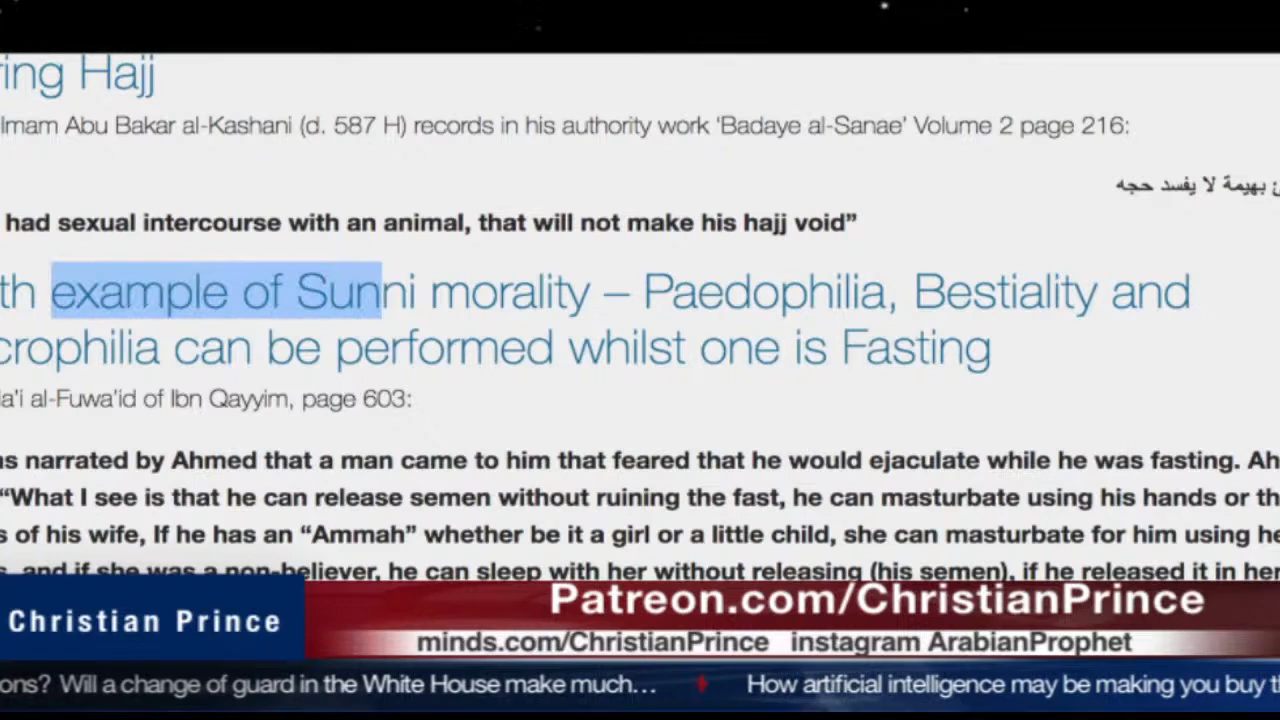 ring Hajj
Imam Abu Bakar al-Kashani (d. 587 H) records in his authority work ‘Badaye al-Sanae’ Volume 2 page 216:
بهيمة لا يفسد حجه
had sexual intercourse with an animal, that will not make his hajj void”
th example of Sunni morality – Paedophilia, Bestiality and
crophilia can be performed whilst one is Fasting
a’i al-Fuwa’id of Ibn Qayyim, page 603:
as narrated by Ahmed that a man came to him that feared that he would ejaculate while he was fasting. Ah
“What I see is that he can release semen without ruining the fast, he can masturbate using his hands or th
s of his wife, If he has an “Ammah” whether be it a girl or a little child, she can masturbate for him using he
s, and if she was a non-believer, he can sleep with her without releasing (his semen), if he released it in her
Patreon.com/ChristianPrince
Christian Prince
minds.com/ChristianPrince instagram ArabianProphet
ons? Will a change of guard in the White House make much... How artificial intelligence may be making you buy th